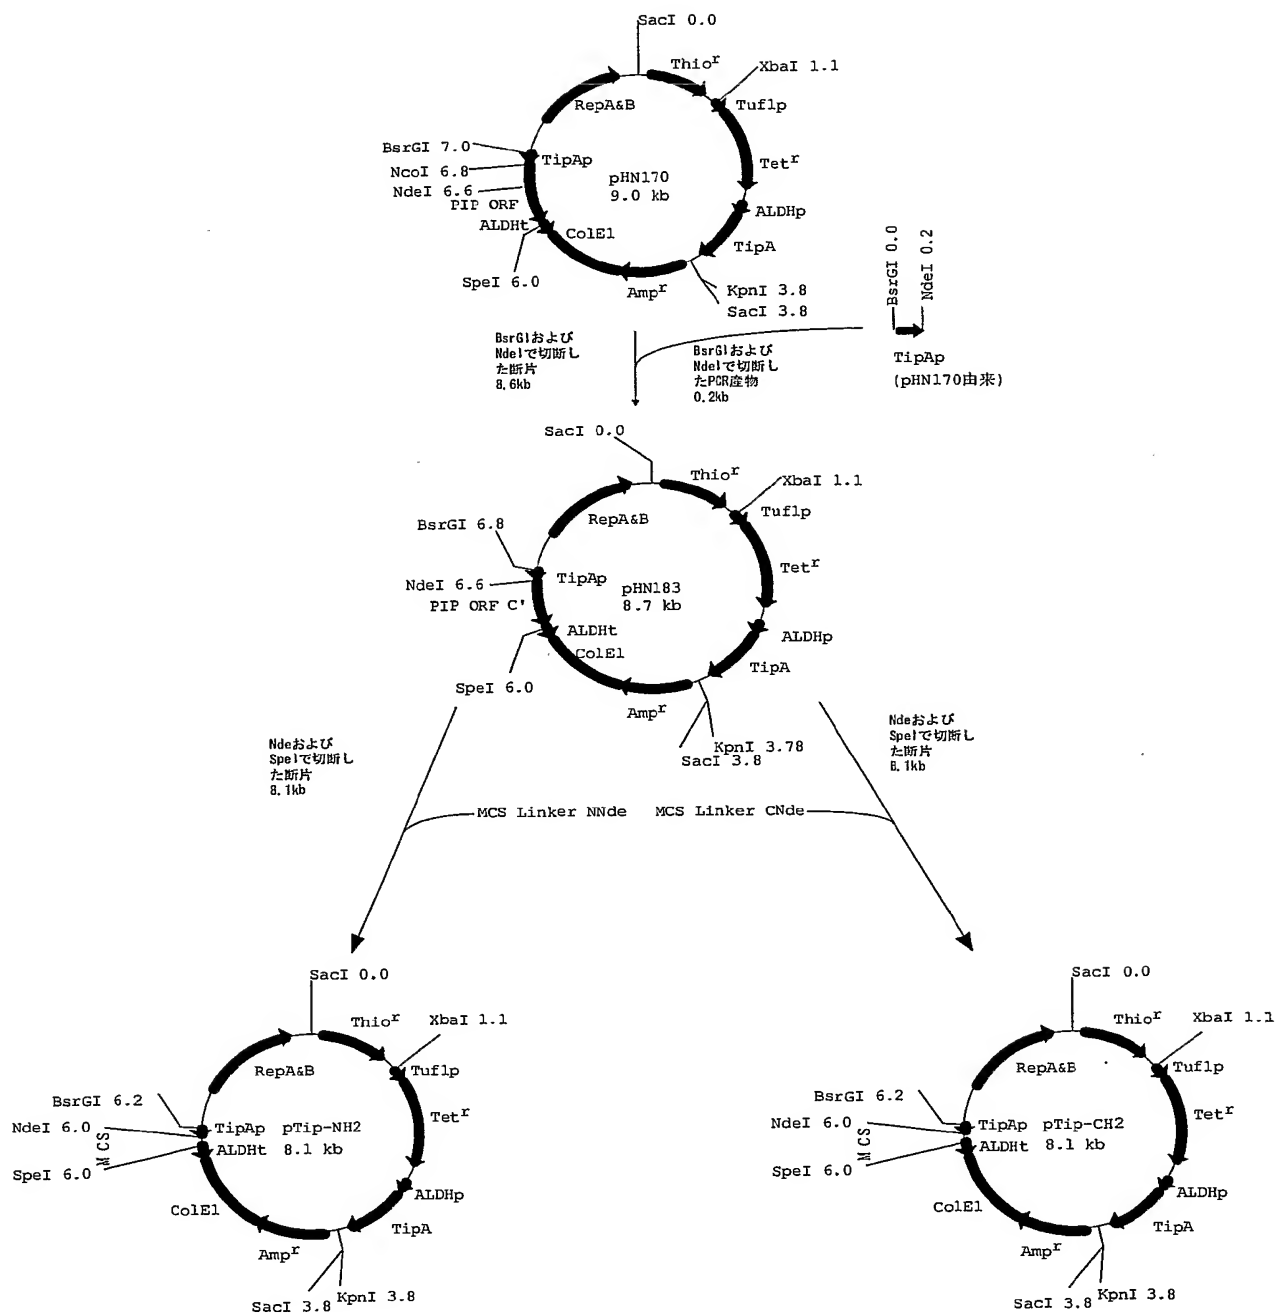 SacI 0.0
Thioʳ
XbaI 1.1
RepA&B
Tuf1p
BsrGI 7.0
TipAp
NcoI 6.8
NdeI 6.6
PIP ORF
pHN170
9.0 kb
Tetʳ
ALDHp
ALDHt
ColE1
TipA
SpeI 6.0
Ampʳ
KpnI 3.8
SacI 3.8
BsrGI 0.0
NdeI 0.2
TipAp
(pHN170由来)
BsrGIおよび
NdeIで切断し
た断片
8.6kb
BsrGIおよび
NdeIで切断し
たPCR産物
0.2kb
SacI 0.0
Thioʳ
XbaI 1.1
RepA&B
Tuf1p
BsrGI 6.8
TipAp
NdeI 6.6
PIP ORF C'
pHN183
8.7 kb
Tetʳ
ALDHt
ALDHp
ColE1
TipA
SpeI 6.0
Ampʳ
KpnI 3.78
SacI 3.8
Ndeおよび
SpeIで切断し
た断片
8.1kb
Ndeおよび
SpeIで切断し
た断片
8.1kb
MCS Linker NNde
MCS Linker CNde
SacI 0.0
Thioʳ
XbaI 1.1
RepA&B
Tuf1p
BsrGI 6.2
NdeI 6.0
MCS
SpeI 6.0
TipAp
ALDHt
pTip-NH2
8.1 kb
Tetʳ
ColE1
ALDHp
TipA
Ampʳ
SacI 3.8
KpnI 3.8
SacI 0.0
Thioʳ
XbaI 1.1
RepA&B
Tuf1p
BsrGI 6.2
NdeI 6.0
MCS
SpeI 6.0
TipAp
ALDHt
pTip-CH2
8.1 kb
Tetʳ
ColE1
ALDHp
TipA
Ampʳ
SacI 3.8
KpnI 3.8